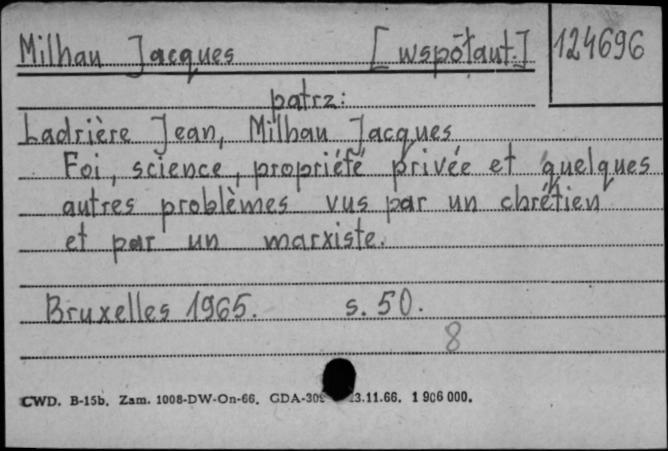 Milhau Jacques [współaut.] 124696
patrz:
Ladrière Jean, Milhau Jacques
Foi, science, propriété privée et quelques
autres problèmes vus par un chrétien
et par un marxiste.
Bruxelles 1965. s. 50.
8
CWD. B-15b. Zam. 1008-DW-On-66. GDA-309 3.11.66. 1 906 000.